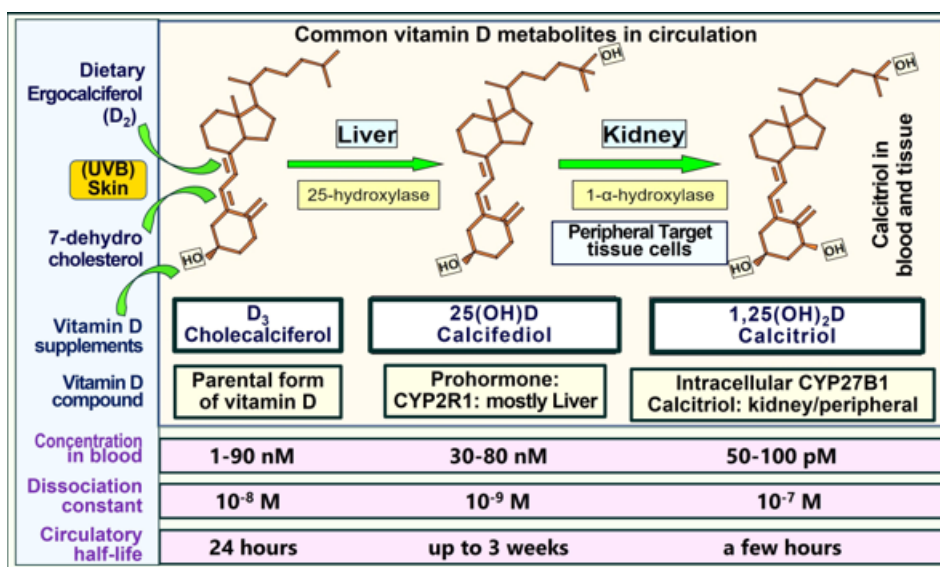 Common vitamin D metabolites in circulation
OH
OH
Dietary
Ergocalciferol
(D₂)
(UVB)
Skin
7-dehydro
cholesterol
Liver
25-hydroxylase
Kidney
1-α-hydroxylase
Peripheral Target
tissue cells
Calcitriol in
blood and tissue
HO
HO
HO
OH
Vitamin D
supplements
D₃
Cholecalciferol
25(OH)D
Calcifediol
1,25(OH)₂D
Calcitriol
Vitamin D
compound
Parental form
of vitamin D
Prohormone:
CYP2R1: mostly Liver
Intracellular CYP27B1
Calcitriol: kidney/peripheral
Concentration
in blood
1-90 nM
30-80 nM
50-100 pM
Dissociation
constant
10⁻⁸ M
10⁻⁹ M
10⁻⁷ M
Circulatory
half-life
24 hours
up to 3 weeks
a few hours